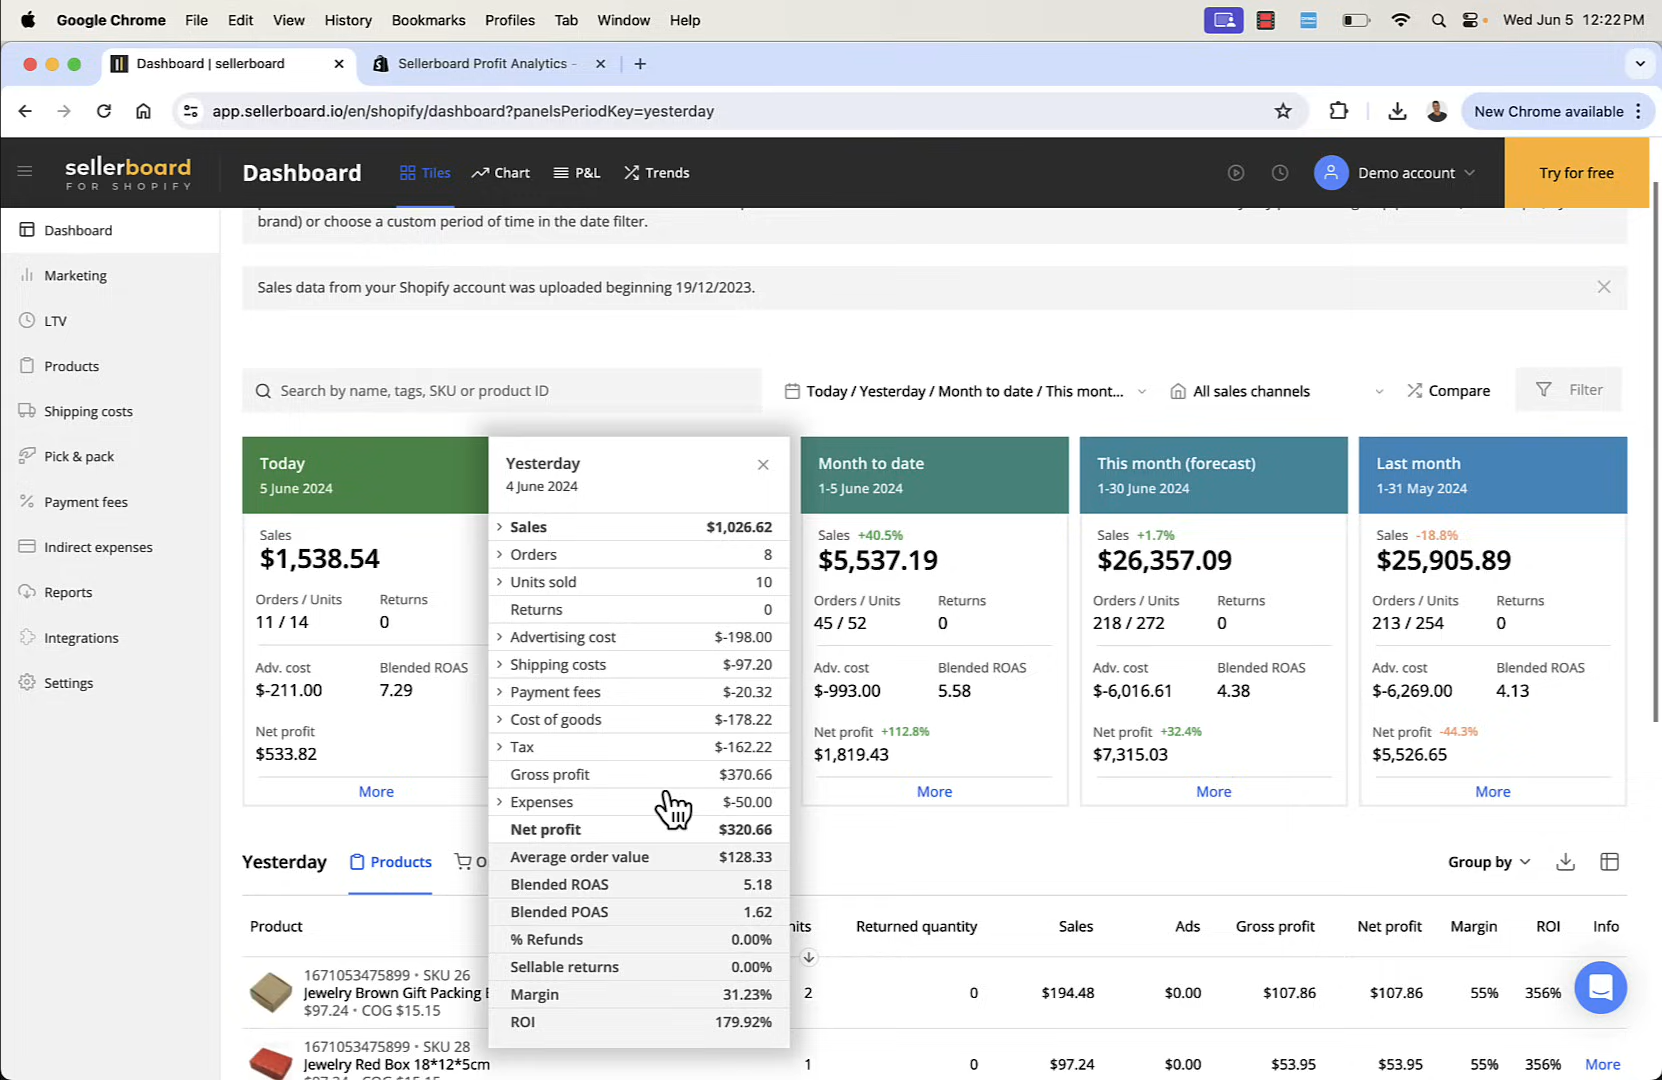 Google Chrome File Edit View History Bookmarks Profiles Tab Window Help Wed Jun 5 12:22 PM
Dashboard | sellerboard
Sellerboard Profit Analytics -
app.sellerboard.io/en/shopify/dashboard?panelsPeriodKey=yesterday
New Chrome available
sellerboard
FOR SHOPIFY
Dashboard Tiles Chart P&L Trends
Demo account
Try for free
Dashboard
Marketing
LTV
Products
Shipping costs
Pick & pack
Payment fees
Indirect expenses
Reports
Integrations
Settings
brand) or choose a custom period of time in the date filter.
Sales data from your Shopify account was uploaded beginning 19/12/2023.
Search by name, tags, SKU or product ID
Today / Yesterday / Month to date / This mont...
All sales channels
Compare
Filter
Today
5 June 2024
Sales
$1,538.54
Orders / Units Returns
11 / 14 0
Adv. cost Blended ROAS
$-211.00 7.29
Net profit
$533.82
More
Yesterday
4 June 2024
Sales $1,026.62
Orders 8
Units sold 10
Returns 0
Advertising cost $-198.00
Shipping costs $-97.20
Payment fees $-20.32
Cost of goods $-178.22
Tax $-162.22
Gross profit $370.66
Expenses $-50.00
Net profit $320.66
Average order value $128.33
Blended ROAS 5.18
Blended POAS 1.62
% Refunds 0.00%
Sellable returns 0.00%
Margin 31.23%
ROI 179.92%
Month to date
1-5 June 2024
Sales +40.5%
$5,537.19
Orders / Units Returns
45 / 52 0
Adv. cost Blended ROAS
$-993.00 5.58
Net profit +112.8%
$1,819.43
More
This month (forecast)
1-30 June 2024
Sales +1.7%
$26,357.09
Orders / Units Returns
218 / 272 0
Adv. cost Blended ROAS
$-6,016.61 4.38
Net profit +32.4%
$7,315.03
More
Last month
1-31 May 2024
Sales -18.8%
$25,905.89
Orders / Units Returns
213 / 254 0
Adv. cost Blended ROAS
$-6,269.00 4.13
Net profit -44.3%
$5,526.65
More
Yesterday Products O
Group by
Product nits Returned quantity Sales Ads Gross profit Net profit Margin ROI Info
1671053475899 • SKU 26
Jewelry Brown Gift Packing
$97.24 • COG $15.15
2 0 $194.48 $0.00 $107.86 $107.86 55% 356%
1671053475899 • SKU 28
Jewelry Red Box 18*12*5cm
1 0 $97.24 $0.00 $53.95 $53.95 55% 356% More
$97.24 • COG $15.15